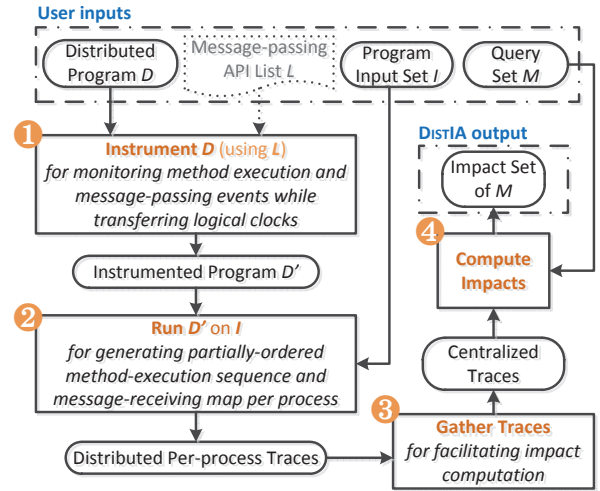 User inputs
Distributed
Program D
Message-passing
API List L
Program
Input Set I
Query
Set M
1
Instrument D (using L)
for monitoring method execution and
message-passing events while
transferring logical clocks
Instrumented Program D’
2
Run D’ on I
for generating partially-ordered
method-execution sequence and
message-receiving map per process
Distributed Per-process Traces
3
Gather Traces
for facilitating impact
computation
Centralized
Traces
4
Compute
Impacts
DISTIA output
Impact Set
of M